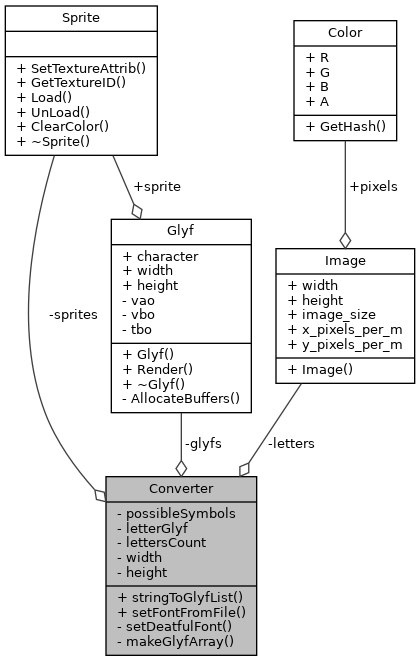 Sprite
+ SetTextureAttrib()
+ GetTextureID()
+ Load()
+ UnLoad()
+ ClearColor()
+ ~Sprite()
Color
+ R
+ G
+ B
+ A
+ GetHash()
+sprite
+pixels
Glyf
+ character
+ width
+ height
- vao
- vbo
- tbo
+ Glyf()
+ Render()
+ ~Glyf()
- AllocateBuffers()
Image
+ width
+ height
+ image_size
+ x_pixels_per_m
+ y_pixels_per_m
+ Image()
-sprites
-glyfs
-letters
Converter
- possibleSymbols
- letterGlyf
- lettersCount
- width
- height
+ stringToGlyfList()
+ setFontFromFile()
- setDeatfulFont()
- makeGlyfArray()